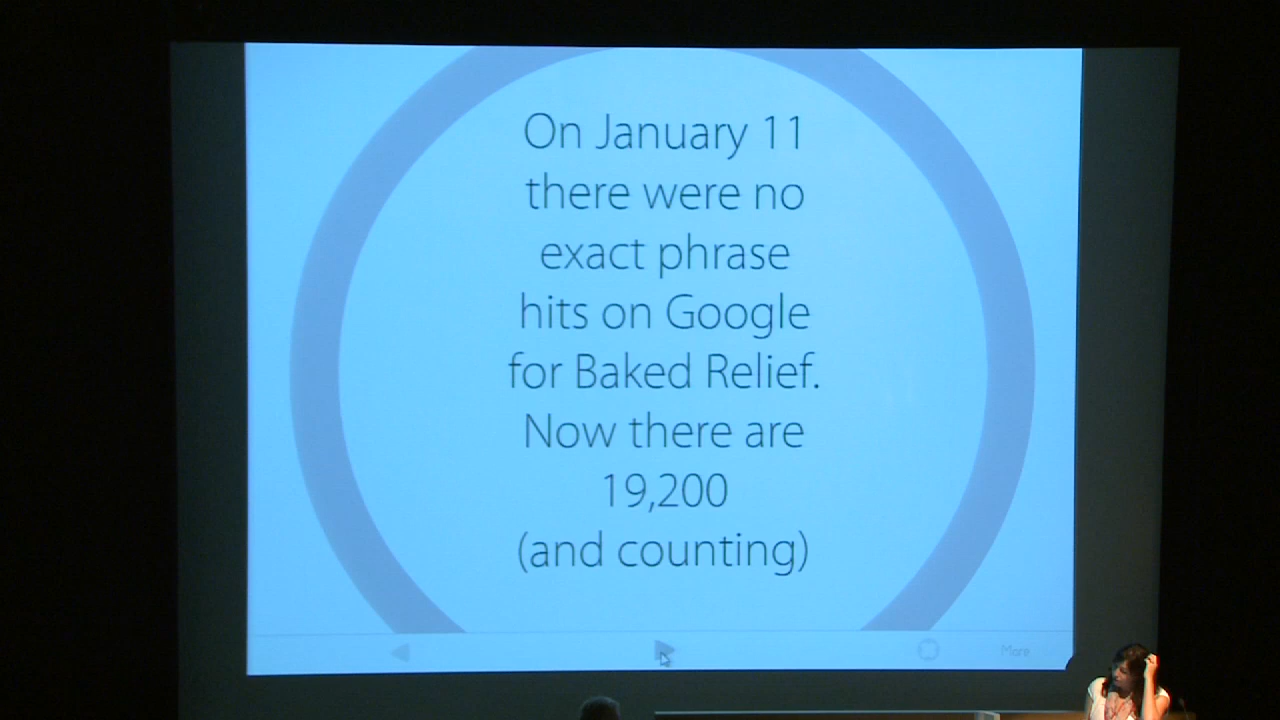 On January 11
there were no
exact phrase
hits on Google
for Baked Relief.
Now there are
19,200
(and counting)
More